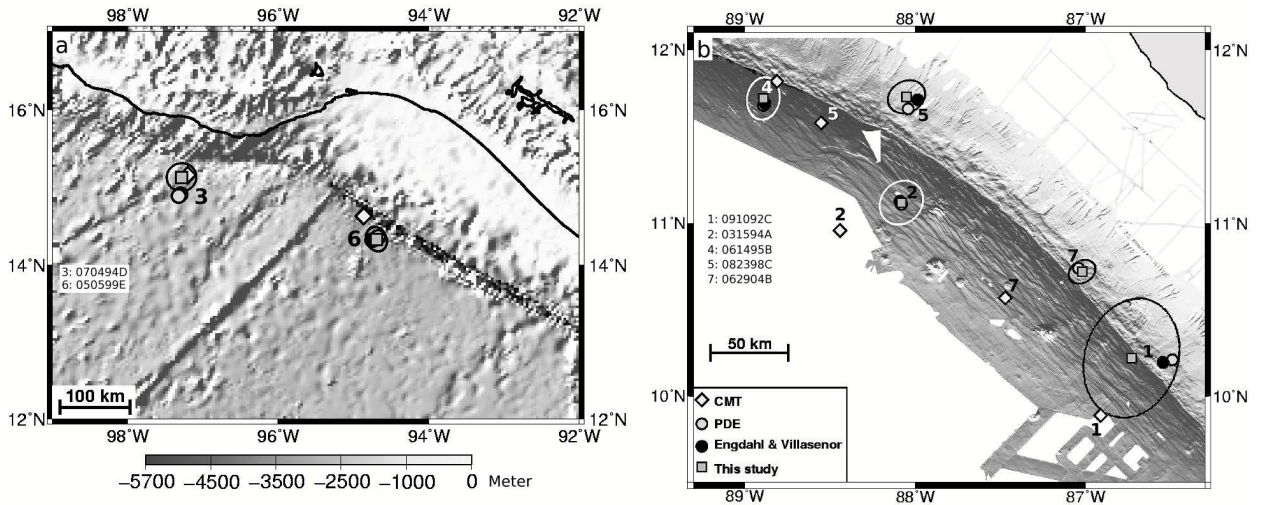 98°W 96°W 94°W 92°W
a
16°N 16°N
3
6
14°N 14°N
3: 070494D
6: 050599E
100 km
12°N 12°N
98°W 96°W 94°W 92°W
−5700 −4500 −3500 −2500 −1000 0 Meter
89°W 88°W 87°W
b
12°N 12°N
4
5
5
2
2
11°N 11°N
1: 091092C
2: 031594A
4: 061495B
5: 082398C
7: 062904B
7
7
50 km
1
10°N 10°N
1
CMT
PDE
Engdahl & Villasenor
This study
89°W 88°W 87°W